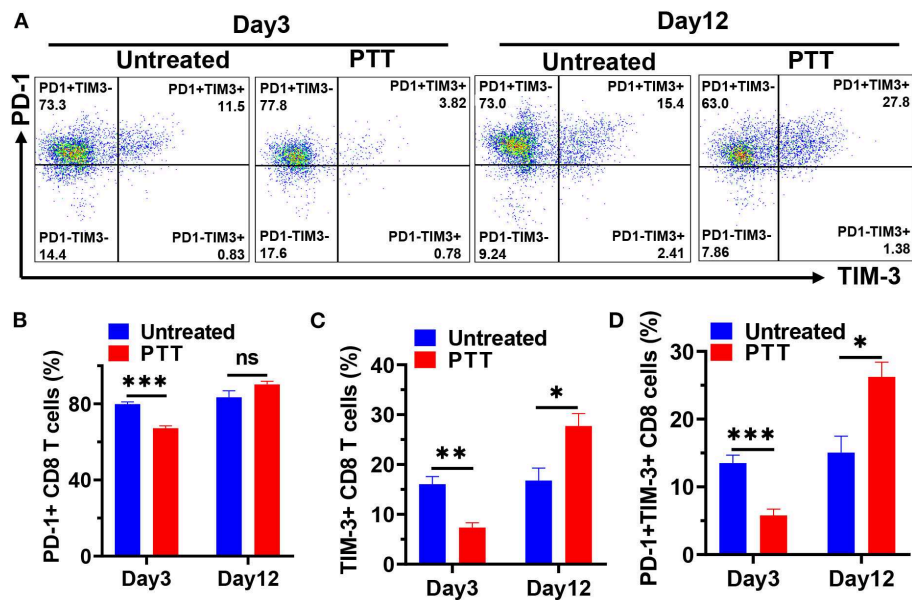 A
Day3
Day12
Untreated
PTT
Untreated
PTT
PD-1
PD1+TIM3-
73.3
PD1+TIM3+
11.5
PD1-TIM3-
14.4
PD1-TIM3+
0.83
PD1+TIM3-
77.8
PD1+TIM3+
3.82
PD1-TIM3-
17.6
PD1-TIM3+
0.78
PD1+TIM3-
73.0
PD1+TIM3+
15.4
PD1-TIM3-
9.24
PD1-TIM3+
2.41
PD1+TIM3-
63.0
PD1+TIM3+
27.8
PD1-TIM3-
7.86
PD1-TIM3+
1.38
TIM-3
B
Untreated
PTT
PD-1+ CD8 T cells (%)
80
40
0
***
ns
Day3
Day12
C
Untreated
PTT
TIM-3+ CD8 T cells (%)
40
30
20
10
0
**
*
Day3
Day12
D
Untreated
PTT
PD-1+TIM-3+ CD8 cells (%)
30
15
0
***
*
Day3
Day12